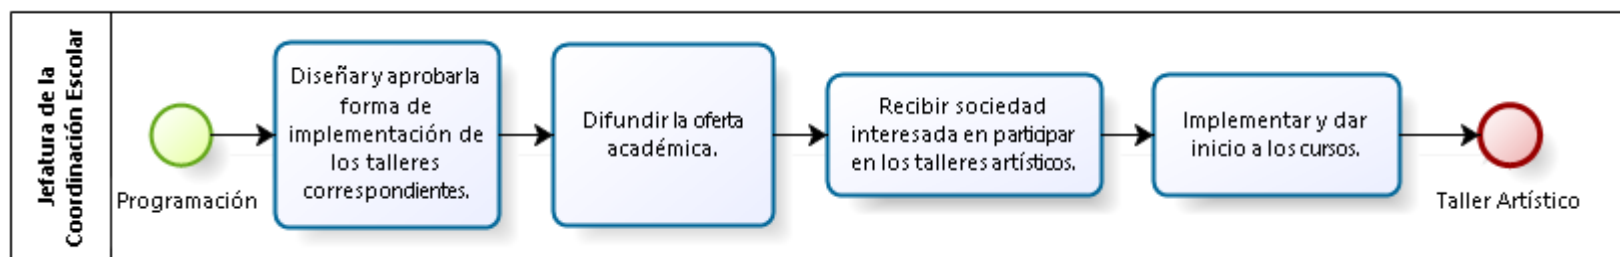 Jefatura de la
Coordinación Escolar
Programación
Diseñar y aprobar la
forma de
implementación de
los talleres
correspondientes.
Difundir la oferta
académica.
Recibir sociedad
interesada en participar
en los talleres artísticos.
Implementar y dar
inicio a los cursos.
Taller Artístico